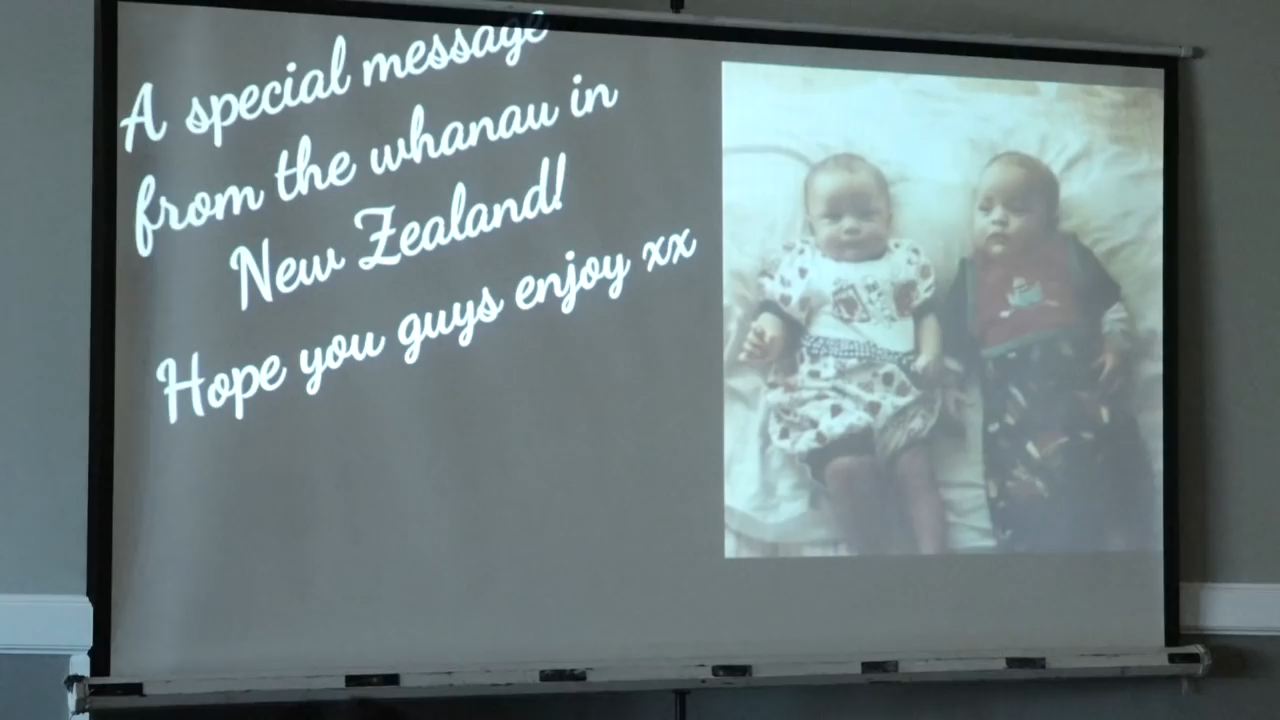 A special message
from the whanau in
New Zealand!
Hope you guys enjoy xx